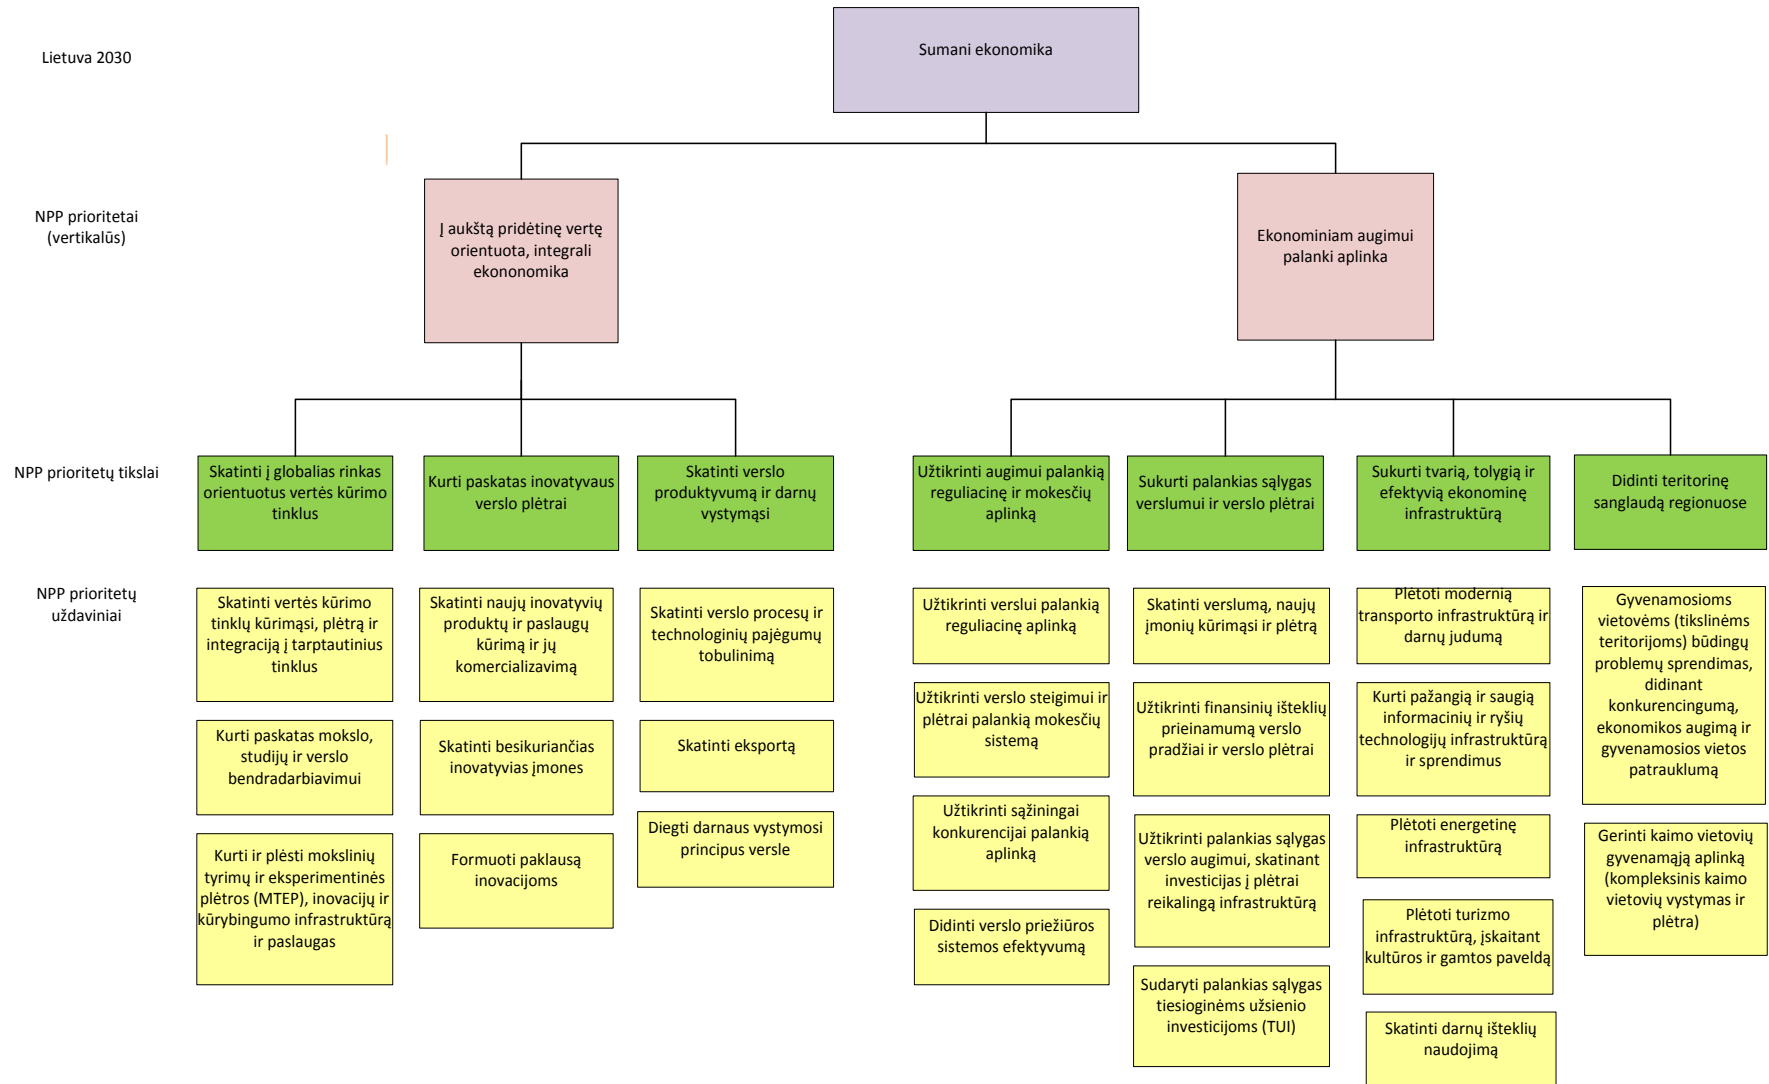 Lietuva 2030
Sumani ekonomika
NPP prioritetai
(vertikalūs)
Į aukštą pridėtinę vertę
orientuota, integrali
ekononomika
Ekonominiam augimui
palanki aplinka
NPP prioritetų tikslai
Skatinti į globalias rinkas
orientuotus vertės kūrimo
tinklus
Kurti paskatas inovatyvaus
verslo plėtrai
Skatinti verslo
produktyvumą ir darnų
vystymąsi
Užtikrinti augimui palankią
reguliacinę ir mokesčių
aplinką
Sukurti palankias sąlygas
verslumui ir verslo plėtrai
Sukurti tvarią, tolygią ir
efektyvią ekonominę
infrastruktūrą
Didinti teritorinę
sanglaudą regionuose
NPP prioritetų
uždaviniai
Skatinti vertės kūrimo
tinklų kūrimąsi, plėtrą ir
integraciją į tarptautinius
tinklus
Kurti paskatas mokslo,
studijų ir verslo
bendradarbiavimui
Kurti ir plėsti mokslinių
tyrimų ir eksperimentinės
plėtros (MTEP), inovacijų ir
kūrybingumo infrastruktūrą
ir paslaugas
Skatinti naujų inovatyvių
produktų ir paslaugų
kūrimą ir jų
komercializavimą
Skatinti besikuriančias
inovatyvias įmones
Formuoti paklausą
inovacijoms
Skatinti verslo procesų ir
technologinių pajėgumų
tobulinimą
Skatinti eksportą
Diegti darnaus vystymosi
principus versle
Užtikrinti verslui palankią
reguliacinę aplinką
Užtikrinti verslo steigimui ir
plėtrai palankią mokesčių
sistemą
Užtikrinti sąžiningai
konkurencijai palankią
aplinką
Didinti verslo priežiūros
sistemos efektyvumą
Skatinti verslumą, naujų
įmonių kūrimąsi ir plėtrą
Užtikrinti finansinių išteklių
prieinamumą verslo
pradžiai ir verslo plėtrai
Užtikrinti palankias sąlygas
verslo augimui, skatinant
investicijas į plėtrai
reikalingą infrastruktūrą
Sudaryti palankias sąlygas
tiesioginėms užsienio
investicijoms (TUI)
Plėtoti modernią
transporto infrastruktūrą ir
darnų judumą
Kurti pažangią ir saugią
informacinių ir ryšių
technologijų infrastruktūrą
ir sprendimus
Plėtoti energetinę
infrastruktūrą
Plėtoti turizmo
infrastruktūrą, įskaitant
kultūros ir gamtos paveldą
Skatinti darnų išteklių
naudojimą
Gyvenamosioms
vietovėms (tikslinėms
teritorijoms) būdingų
problemų sprendimas,
didinant
konkurencingumą,
ekonomikos augimą ir
gyvenamosios vietos
patrauklumą
Gerinti kaimo vietovių
gyvenamąją aplinką
(kompleksinis kaimo
vietovių vystymas ir
plėtra)